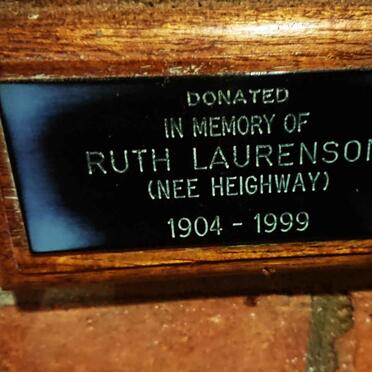 DONATED
IN MEMORY OF
RUTH LAURENSON
(NEE HEIGHWAY)
1904 - 1999